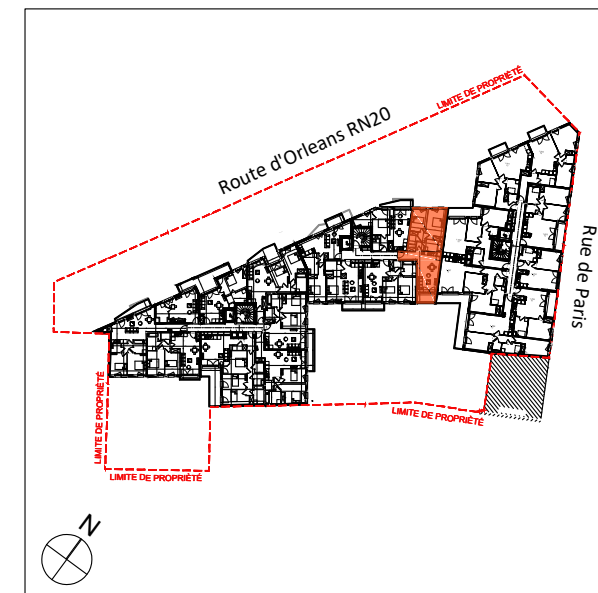 LIMITE DE PROPRIÉTÉ
Route d'Orleans RN20
Rue de Paris
LIMITE DE PROPRIÉTÉ
LIMITE DE PROPRIÉTÉ
LIMITE DE PROPRIÉTÉ
N